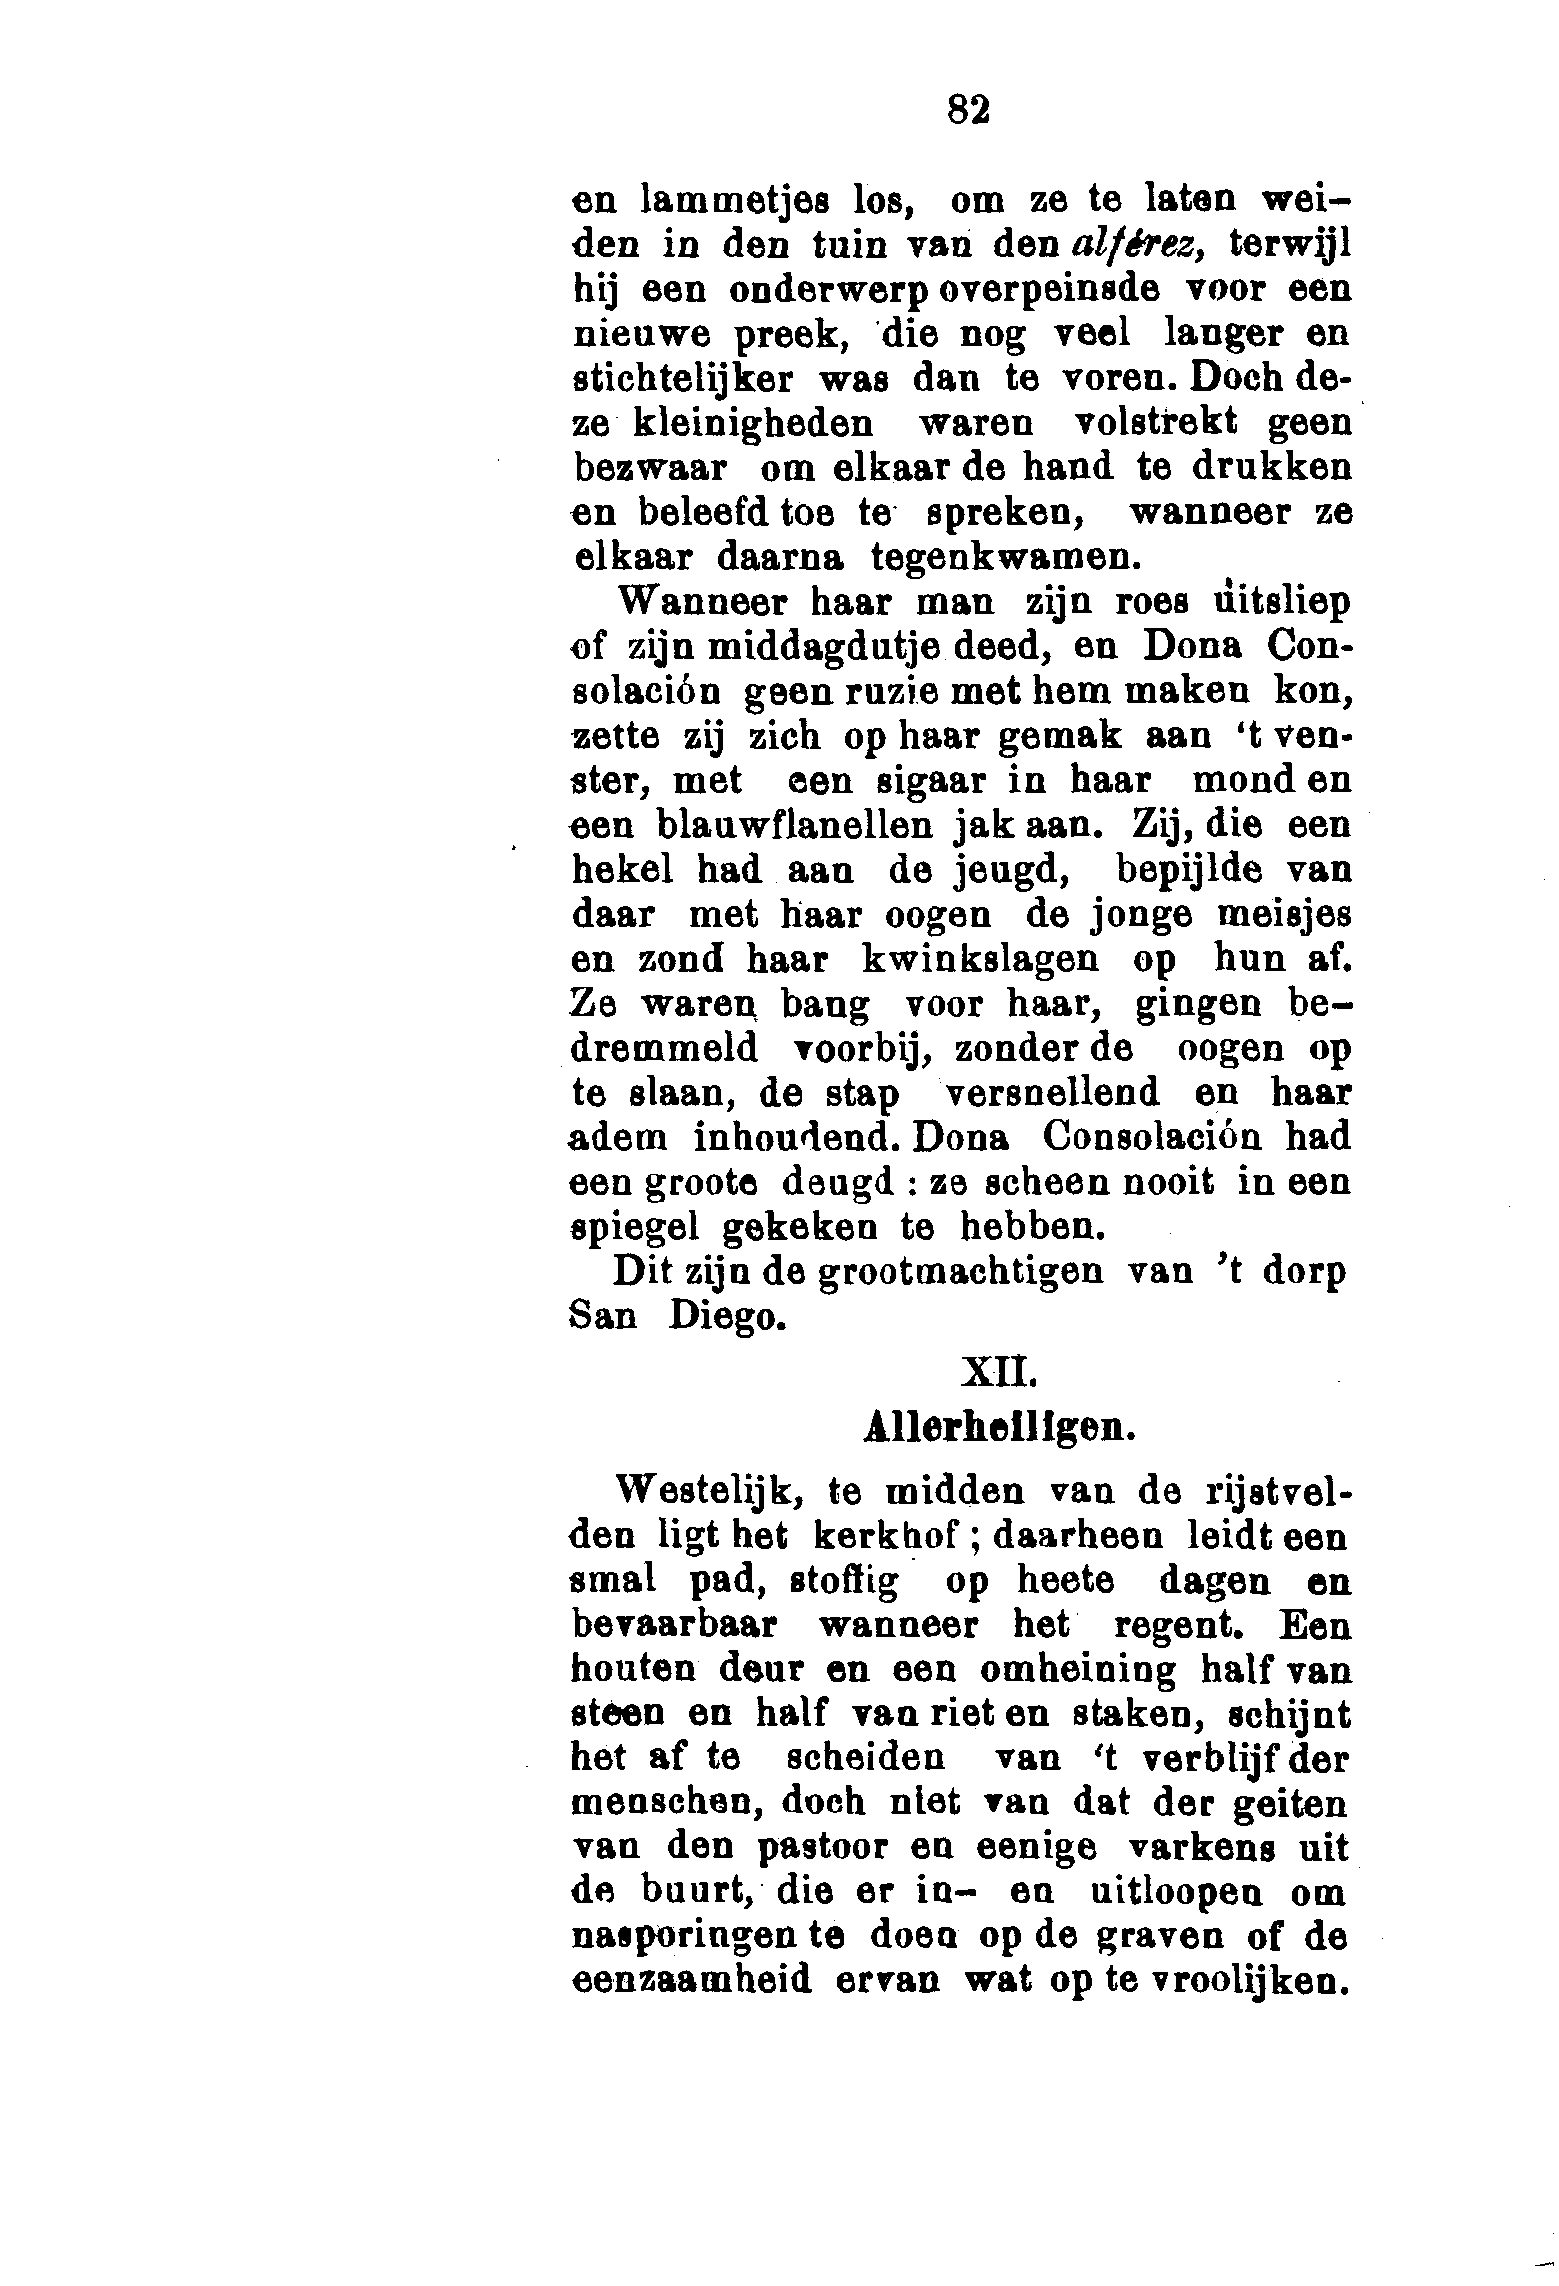 82
en lammetjes los, om ze te laten wei-
den in den tuin van den alférez, terwijl
hij een onderwerp overpeinsde voor een
nieuwe preek, die nog veel langer en
stichtelijker was dan te voren. Doch de-
ze kleinigheden waren volstrekt geen
bezwaar om elkaar de hand te drukken
en beleefd toe te spreken, wanneer ze
elkaar daarna tegenkwamen.
Wanneer haar man zijn roes uitsliep
of zijn middagdutje deed, en Dona Con-
solación geen ruzie met hem maken kon,
zette zij zich op haar gemak aan ‘t ven-
ster, met een sigaar in haar mond en
een blauwflanellen jak aan. Zij, die een
hekel had aan de jeugd, bepijlde van
daar met haar oogen de jonge meisjes
en zond haar kwinkslagen op hun af.
Ze waren bang voor haar, gingen be-
dremmeld voorbij, zonder de oogen op
te slaan, de stap versnellend en haar
adem inhoudend. Dona Consolación had
een groote deugd : ze scheen nooit in een
spiegel gekeken te hebben.
Dit zijn de grootmachtigen van ’t dorp
San Diego.
XII.
Allerheiligen.
Westelijk, te midden van de rijstvel-
den ligt het kerkhof ; daarheen leidt een
smal pad, stoffig op heete dagen en
bevaarbaar wanneer het regent. Een
houten deur en een omheining half van
steen en half van riet en staken, schijnt
het af te scheiden van ‘t verblijf der
menschen, doch niet van dat der geiten
van den pastoor en eenige varkens uit
de buurt, die er in- en uitloopen om
nasporingen te doen op de graven of de
eenzaamheid ervan wat op te vroolijken.